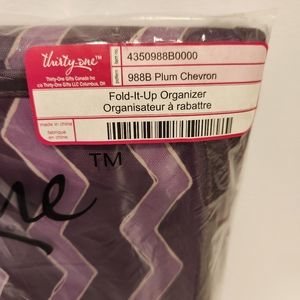 thirty-one™
Thirty-One Gifts Canada Inc
c/o Thirty-One Gifts LLC Columbus, OH
4350988B0000
988B Plum Chevron
made in china
fabriqué en
chine
Fold-It-Up Organizer
Organisateur à rabattre
TM